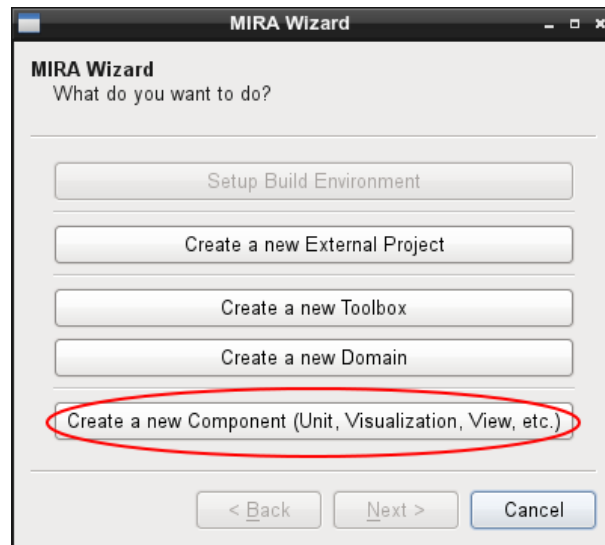 MIRA Wizard
MIRA Wizard
What do you want to do?
Setup Build Environment
Create a new External Project
Create a new Toolbox
Create a new Domain
Create a new Component (Unit, Visualization, View, etc.)
< Back
Next >
Cancel